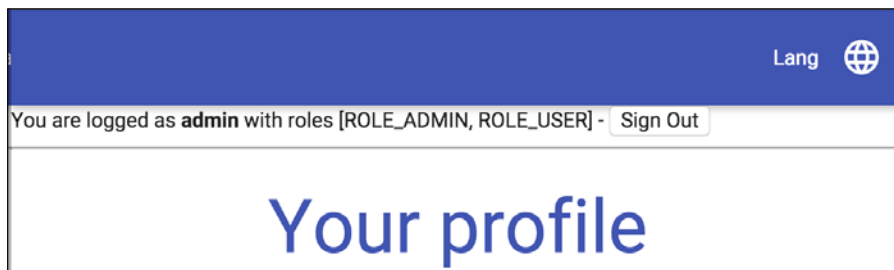 Lang
You are logged as admin with roles [ROLE_ADMIN, ROLE_USER] - Sign Out
Your profile